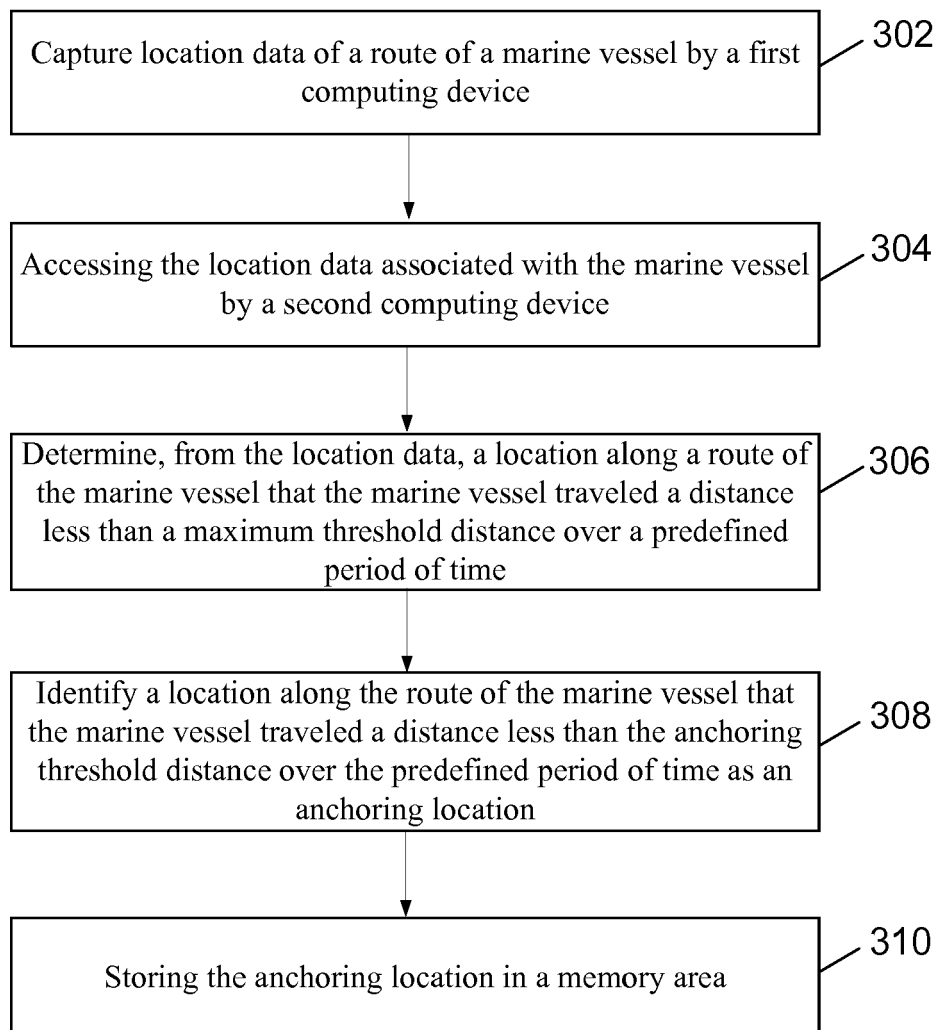 Capture location data of a route of a marine vessel by a first
computing device
302
Accessing the location data associated with the marine vessel
by a second computing device
304
Determine, from the location data, a location along a route of
the marine vessel that the marine vessel traveled a distance
less than a maximum threshold distance over a predefined
period of time
306
Identify a location along the route of the marine vessel that
the marine vessel traveled a distance less than the anchoring
threshold distance over the predefined period of time as an
anchoring location
308
Storing the anchoring location in a memory area
310